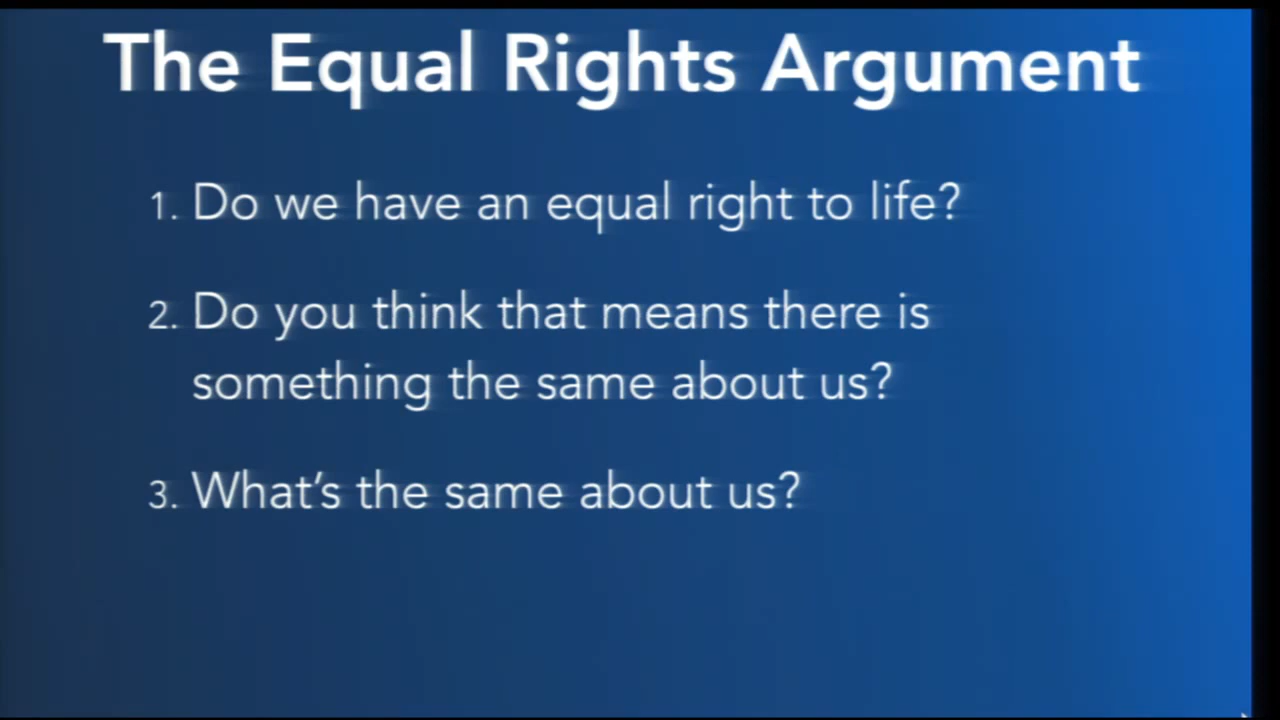 The Equal Rights Argument
1. Do we have an equal right to life?
2. Do you think that means there is
something the same about us?
3. What's the same about us?